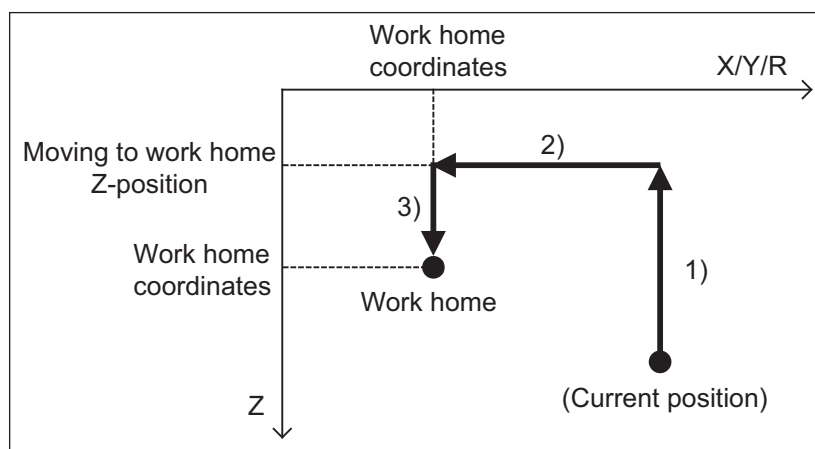 Work home
coordinates
X/Y/R
Moving to work home
Z-position
2)
3)
Work home
coordinates
1)
Work home
(Current position)
Z